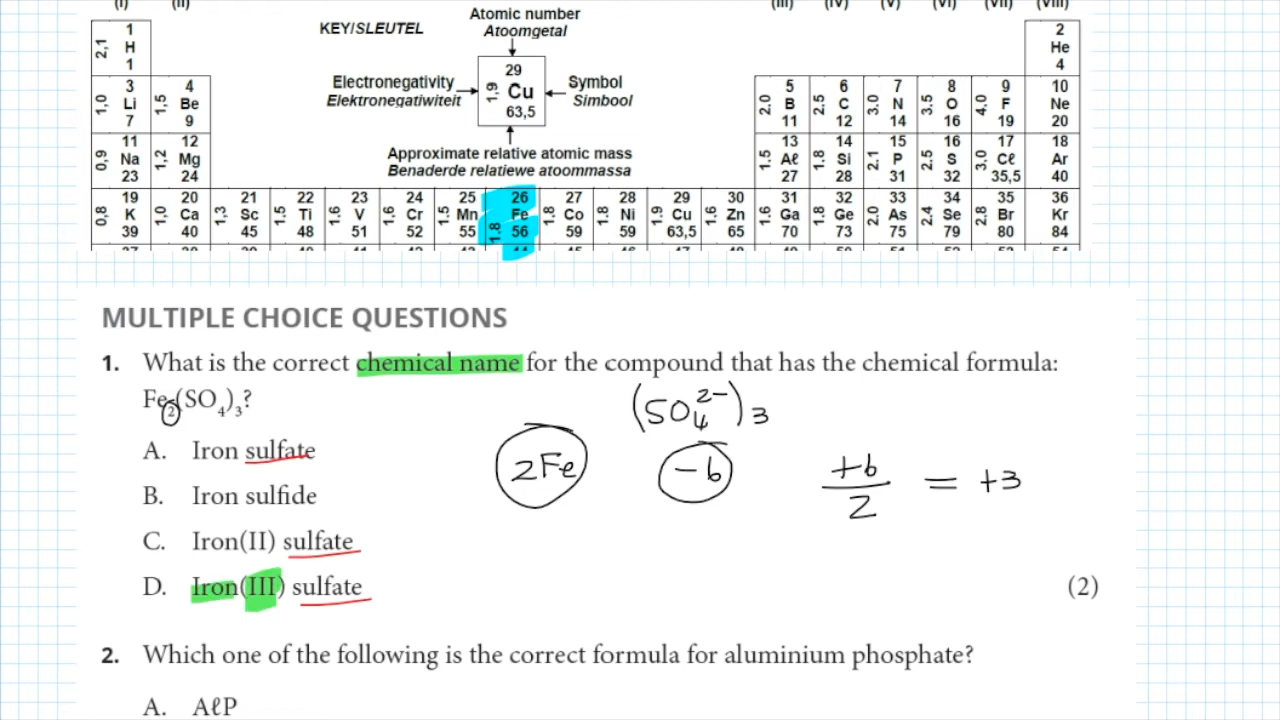 (I) (II) (III) (IV) (V) (VI) (VII) (VIII)
KEY/SLEUTEL
Atomic number
Atoomgetal
Electronegativity
Elektronegatiwiteit
29
1,9 Cu
63,5
Symbol
Simbool
Approximate relative atomic mass
Benaderde relatiewe atoommassa
1 2
2,1 H He
1 4
3 4 5 6 7 8 9 10
1,0 Li 1,5 Be 2.0 B 2.5 C 3.0 N 3.5 O 4.0 F Ne
7 9 11 12 14 16 19 20
11 12 13 14 15 16 17 18
0,9 Na 1,2 Mg 1.5 Aℓ 1.8 Si 2.1 P 2.5 S 3.0 Cℓ Ar
23 24 27 28 31 32 35,5 40
19 20 21 22 23 24 25 26 27 28 29 30 31 32 33 34 35 36
0,8 K 1,0 Ca 1,3 Sc 1.5 Ti 1.6 V 1.6 Cr 1.5 Mn 1.8 Fe 1.8 Co 1.8 Ni 1.9 Cu 1.6 Zn 1.6 Ga 1.8 Ge 2.0 As 2.4 Se 2.8 Br Kr
39 40 45 48 51 52 55 56 59 59 63,5 65 70 73 75 79 80 84
MULTIPLE CHOICE QUESTIONS
1. What is the correct chemical name for the compound that has the chemical formula:
Fe₂(SO₄)₃?
(SO₄²⁻)₃
A. Iron sulfate
2Fe
-6
+6/2 = +3
B. Iron sulfide
C. Iron(II) sulfate
D. Iron(III) sulfate (2)
2. Which one of the following is the correct formula for aluminium phosphate?
A. AℓP